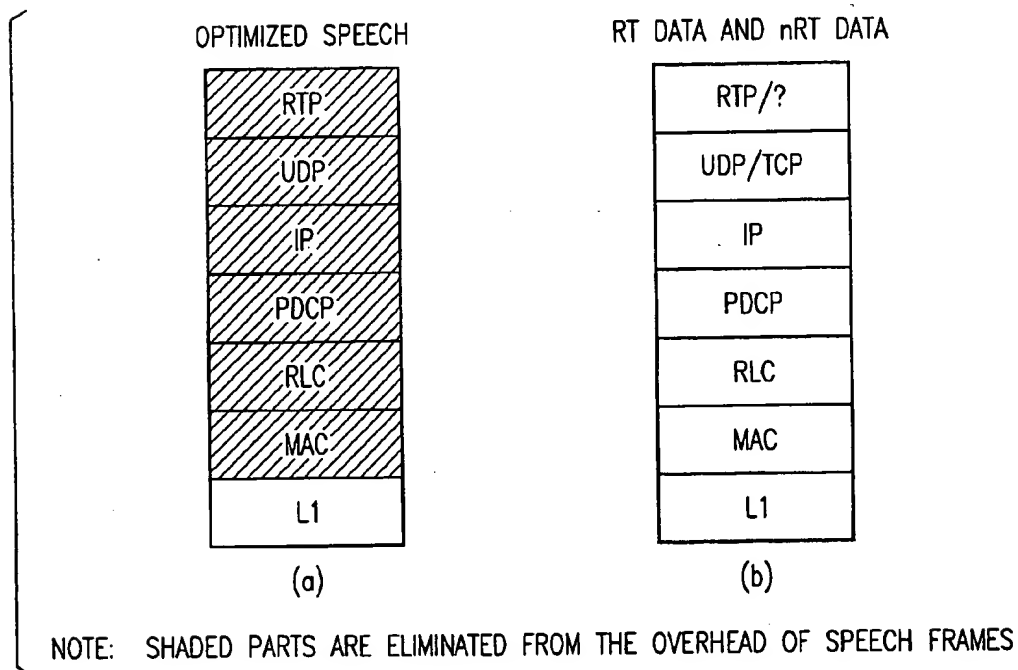 OPTIMIZED SPEECH
RTP
UDP
IP
PDCP
RLC
MAC
L1
(a)
RT DATA AND nRT DATA
RTP/?
UDP/TCP
IP
PDCP
RLC
MAC
L1
(b)
NOTE: SHADED PARTS ARE ELIMINATED FROM THE OVERHEAD OF SPEECH FRAMES